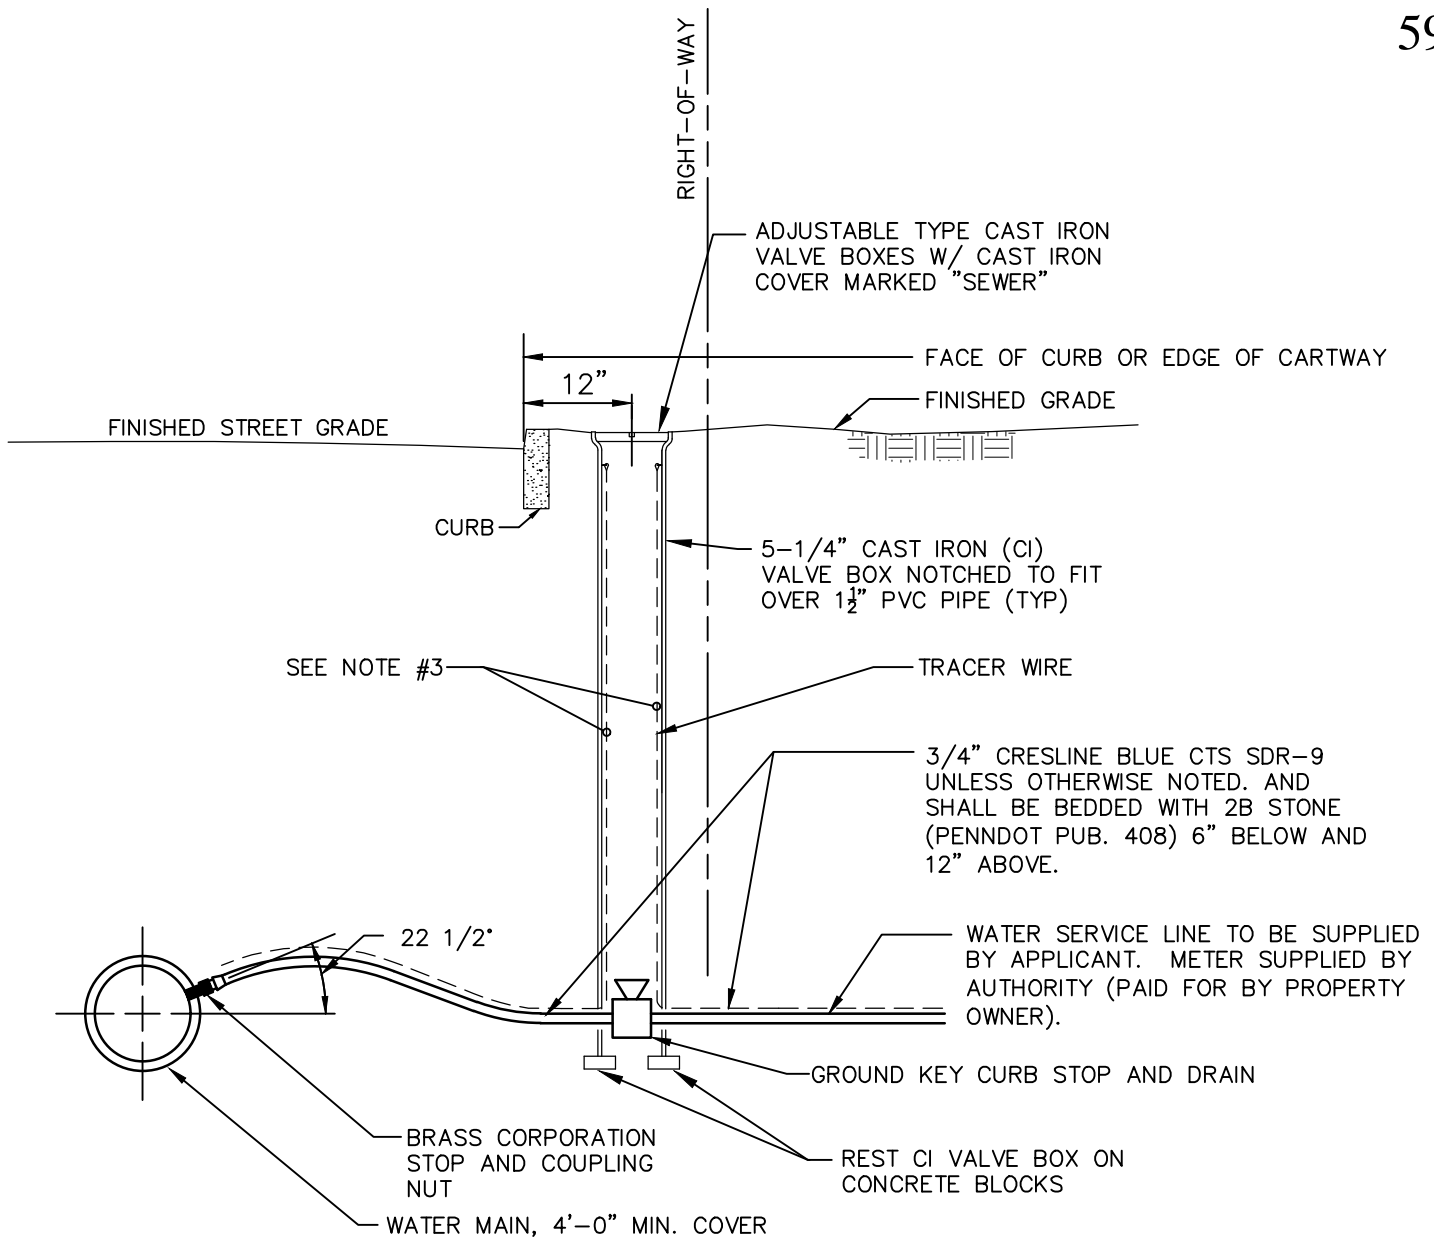 59
RIGHT-OF-WAY
ADJUSTABLE TYPE CAST IRON
VALVE BOXES W/ CAST IRON
COVER MARKED "SEWER"
FACE OF CURB OR EDGE OF CARTWAY
12"
FINISHED GRADE
FINISHED STREET GRADE
CURB
5-1/4" CAST IRON (CI)
VALVE BOX NOTCHED TO FIT
OVER 1½" PVC PIPE (TYP)
SEE NOTE #3
TRACER WIRE
3/4" CRESLINE BLUE CTS SDR-9
UNLESS OTHERWISE NOTED. AND
SHALL BE BEDDED WITH 2B STONE
(PENNDOT PUB. 408) 6" BELOW AND
12" ABOVE.
22 1/2°
WATER SERVICE LINE TO BE SUPPLIED
BY APPLICANT. METER SUPPLIED BY
AUTHORITY (PAID FOR BY PROPERTY
OWNER).
GROUND KEY CURB STOP AND DRAIN
BRASS CORPORATION
STOP AND COUPLING
NUT
REST CI VALVE BOX ON
CONCRETE BLOCKS
WATER MAIN, 4'-0" MIN. COVER